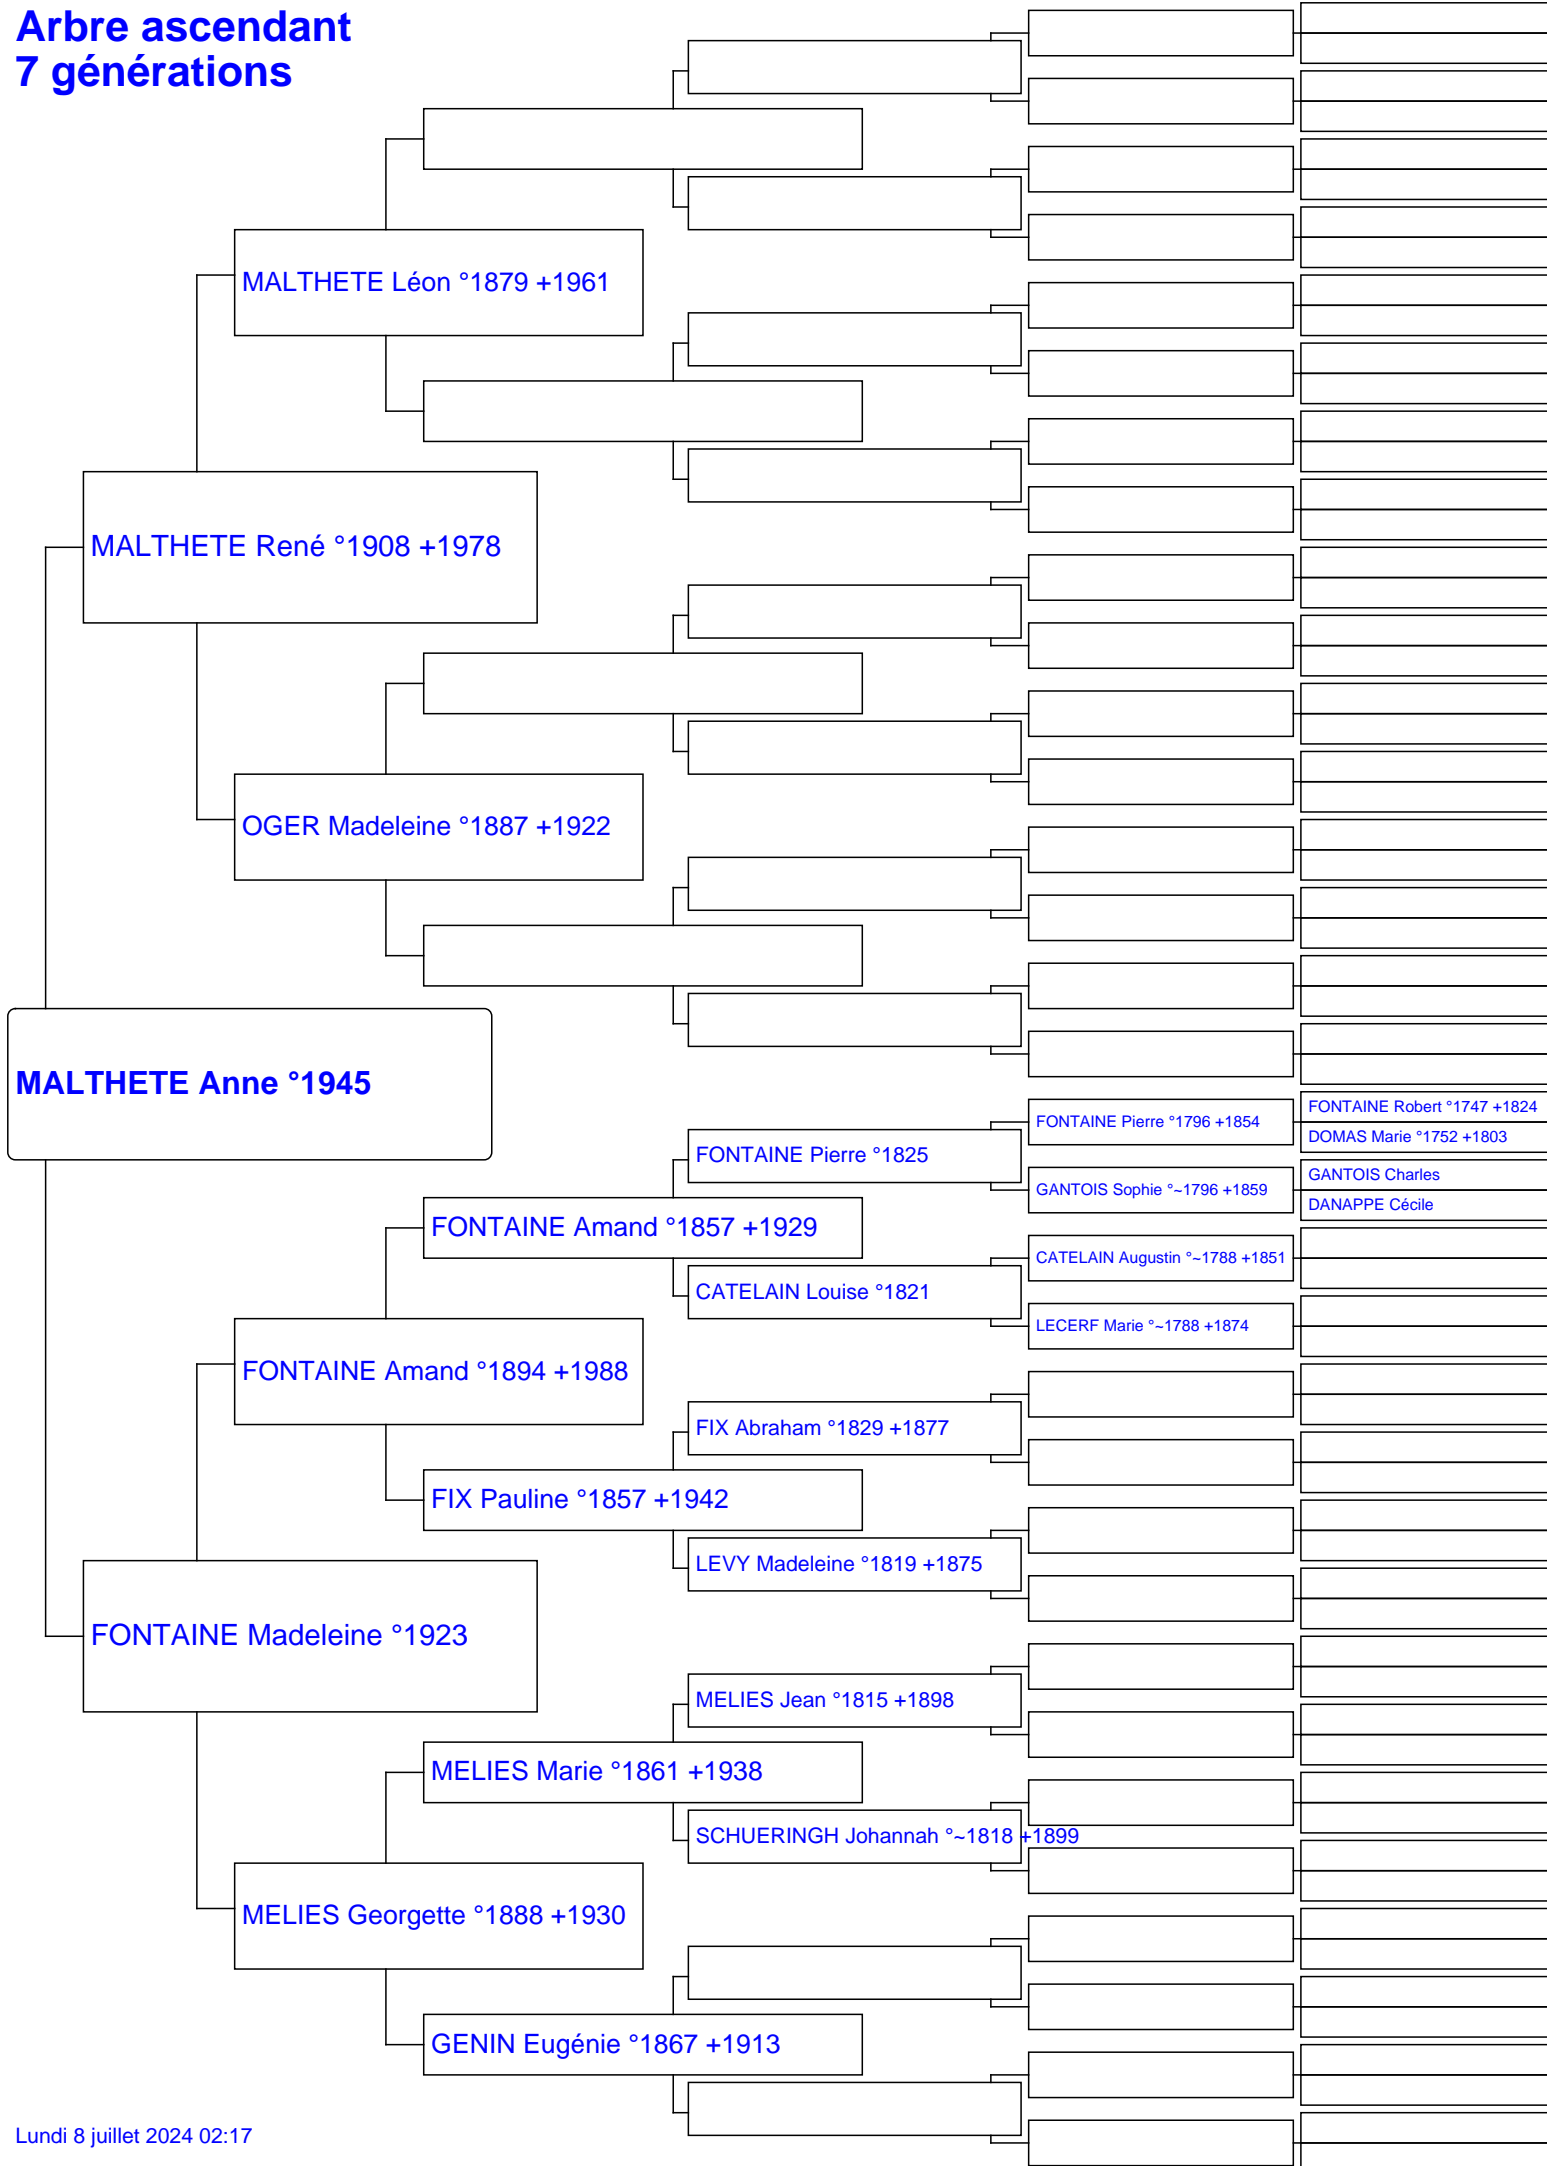 Arbre ascendant
7 générations
MALTHETE Léon °1879 +1961
MALTHETE René °1908 +1978
OGER Madeleine °1887 +1922
MALTHETE Anne °1945
FONTAINE Robert °1747 +1824
FONTAINE Pierre °1796 +1854
DOMAS Marie °1752 +1803
FONTAINE Pierre °1825
GANTOIS Charles
GANTOIS Sophie °~1796 +1859
DANAPPE Cécile
FONTAINE Amand °1857 +1929
CATELAIN Augustin °~1788 +1851
CATELAIN Louise °1821
LECERF Marie °~1788 +1874
FONTAINE Amand °1894 +1988
FIX Abraham °1829 +1877
FIX Pauline °1857 +1942
LEVY Madeleine °1819 +1875
FONTAINE Madeleine °1923
MELIES Jean °1815 +1898
MELIES Marie °1861 +1938
SCHUERINGH Johannah °~1818 +1899
MELIES Georgette °1888 +1930
GENIN Eugénie °1867 +1913
Lundi 8 juillet 2024 02:17